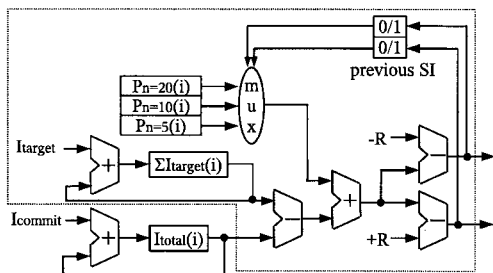 0/1
0/1
previous SI
Pn=20(i)
Pn=10(i)
Pn=5(i)
m
u
x
-R
Itarget
+
ΣItarget(i)
+
−
−
−
Icommit
+
Itotal(i)
+R